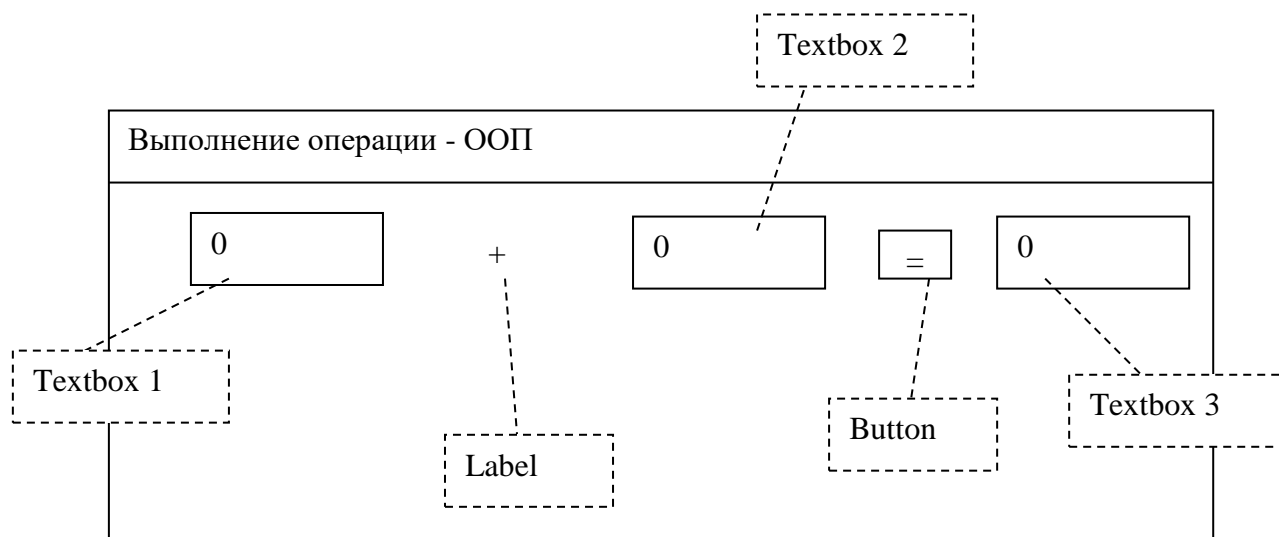 Textbox 2
Выполнение операции - ООП
0 + 0 = 0
Textbox 1
Textbox 3
Button
Label